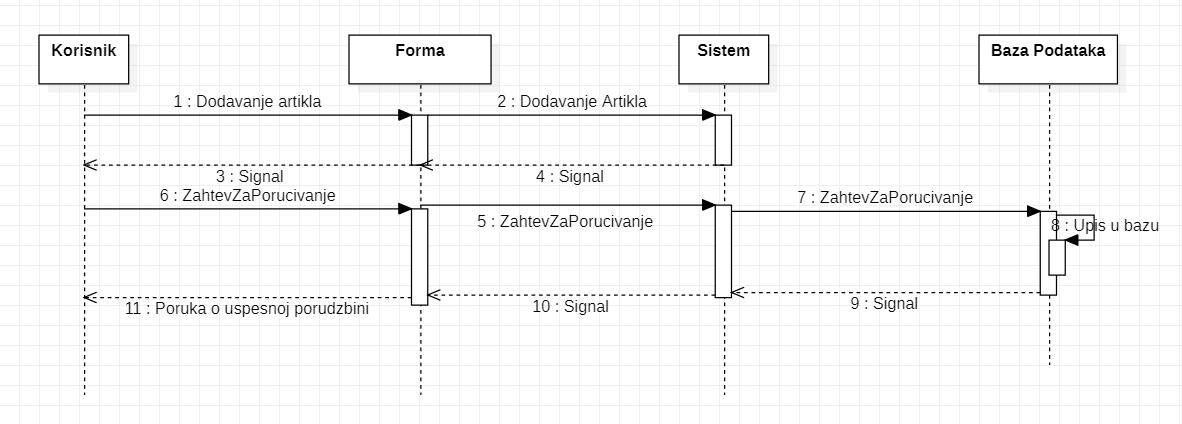 Korisnik
Forma
Sistem
Baza Podataka
1 : Dodavanje artikla
2 : Dodavanje Artikla
3 : Signal
4 : Signal
6 : ZahtevZaPorucivanje
5 : ZahtevZaPorucivanje
7 : ZahtevZaPorucivanje
8 : Upis u bazu
11 : Poruka o uspesnoj porudzbini
10 : Signal
9 : Signal